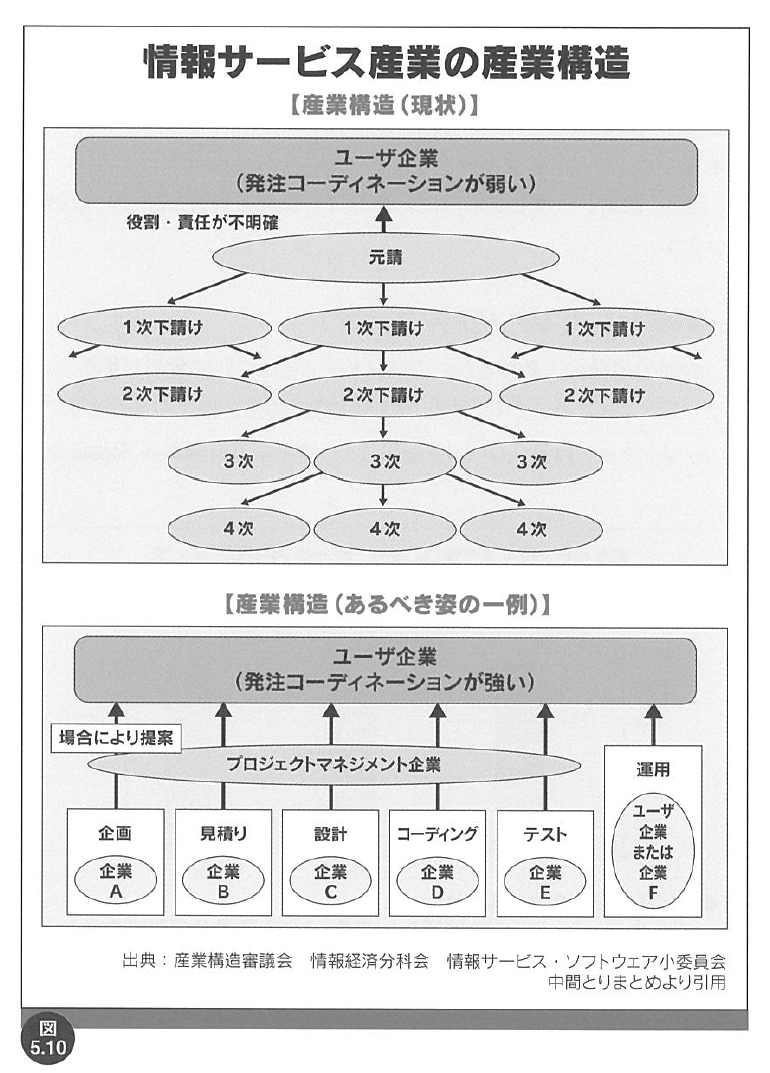 情報サービス産業の産業構造
【産業構造(現状)】
ユーザ企業
(発注コーディネーションが弱い)
役割・責任が不明確
元請
1次下請け
1次下請け
1次下請け
2次下請け
2次下請け
2次下請け
3次
3次
3次
4次
4次
4次
【産業構造(あるべき姿の一例)】
ユーザ企業
(発注コーディネーションが強い)
場合により提案
プロジェクトマネジメント企業
企画
企業
A
見積り
企業
B
設計
企業
C
コーディング
企業
D
テスト
企業
E
運用
ユーザ
企業
または
企業
F
出典:産業構造審議会 情報経済分科会 情報サービス・ソフトウェア小委員会
中間とりまとめより引用
図
5.10